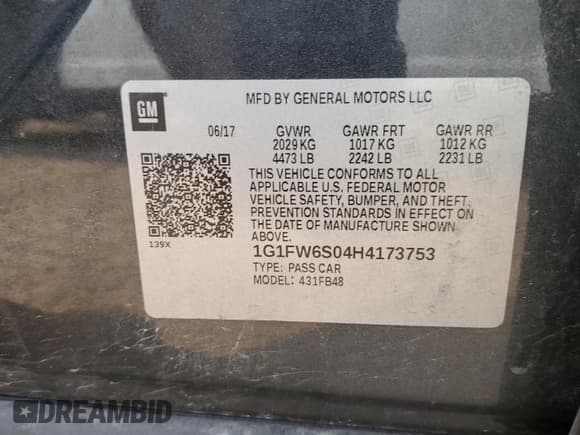 GM
MFD BY GENERAL MOTORS LLC
06/17 GVWR GAWR FRT GAWR RR
2029 KG 1017 KG 1012 KG
4473 LB 2242 LB 2231 LB
THIS VEHICLE CONFORMS TO ALL
APPLICABLE U.S. FEDERAL MOTOR
VEHICLE SAFETY, BUMPER, AND THEFT
PREVENTION STANDARDS IN EFFECT ON
THE DATE OF MANUFACTURE SHOWN
ABOVE.
139X
1G1FW6S04H4173753
TYPE: PASS CAR
MODEL: 431FB48
DREAMBID